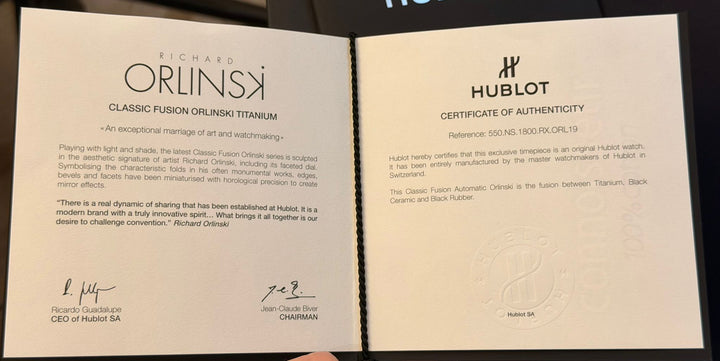 RICHARD
ORLINSKI
CLASSIC FUSION ORLINSKI TITANIUM
«An exceptional marriage of art and watchmaking»
Playing with light and shade, the latest Classic Fusion Orlinski series is sculpted
in the aesthetic signature of artist Richard Orlinski, including its faceted dial.
Symbolising the characteristic folds in his often monumental works, edges,
bevels and facets have been miniaturised with horological precision to create
mirror effects.
"There is a real dynamic of sharing that has been established at Hublot. It is a
modern brand with a truly innovative spirit... What brings it all together is our
desire to challenge convention." Richard Orlinski
Ricardo Guadalupe
CEO of Hublot SA
Jean-Claude Biver
CHAIRMAN
HUBLOT
CERTIFICATE OF AUTHENTICITY
Reference: 550.NS.1800.RX.ORL19
Hublot hereby certifies that this exclusive timepiece is an original Hublot watch.
It has been entirely manufactured by the master watchmakers of Hublot in
Switzerland.
This Classic Fusion Automatic Orlinski is the fusion between Titanium, Black
Ceramic and Black Rubber.
HUBLOT
Hublot SA